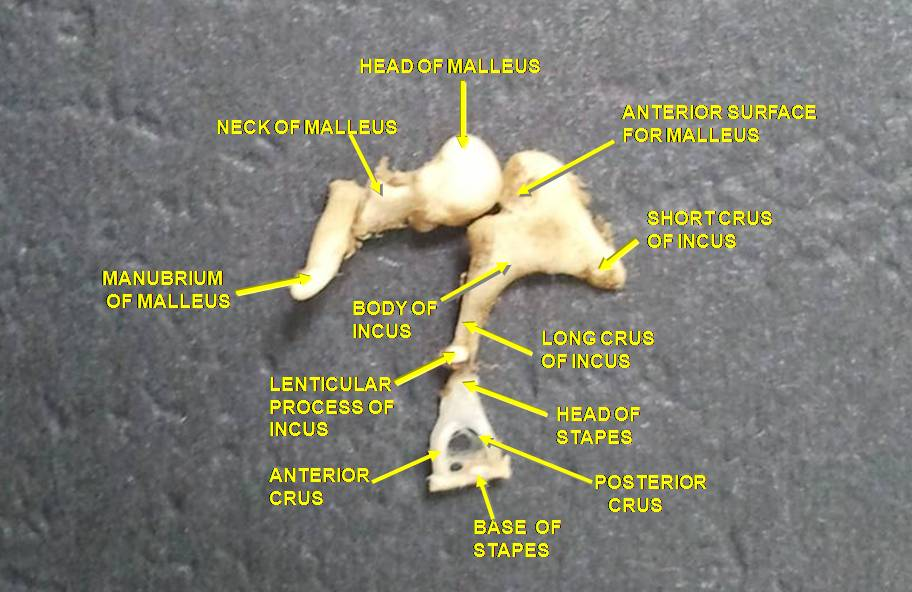 HEAD OF MALLEUS
NECK OF MALLEUS
ANTERIOR SURFACE
FOR MALLEUS
SHORT CRUS
OF INCUS
MANUBRIUM
OF MALLEUS
BODY OF
INCUS
LONG CRUS
OF INCUS
LENTICULAR
PROCESS OF
INCUS
HEAD OF
STAPES
ANTERIOR
CRUS
POSTERIOR
CRUS
BASE OF
STAPES